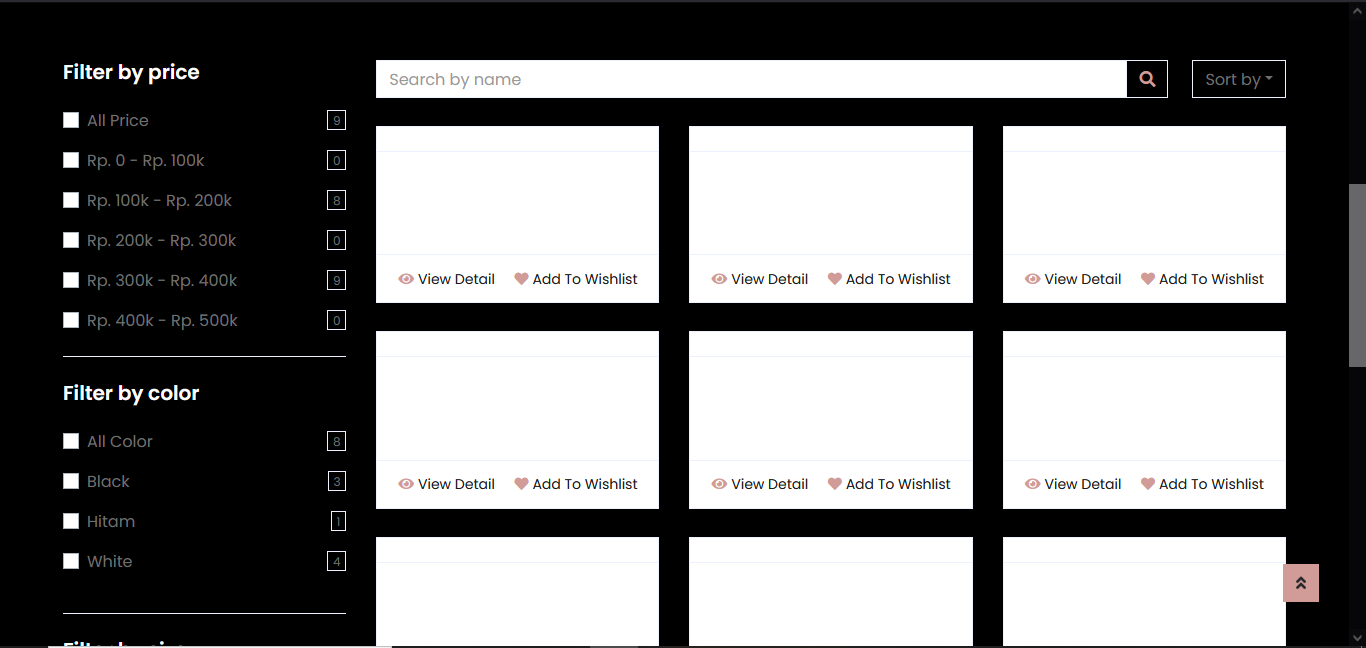 Filter by price
All Price 9
Rp. 0 - Rp. 100k 0
Rp. 100k - Rp. 200k 8
Rp. 200k - Rp. 300k 0
Rp. 300k - Rp. 400k 9
Rp. 400k - Rp. 500k 0
Filter by color
All Color 8
Black 3
Hitam 1
White 4
Search by name
Sort by
View Detail Add To Wishlist View Detail Add To Wishlist View Detail Add To Wishlist
View Detail Add To Wishlist View Detail Add To Wishlist View Detail Add To Wishlist